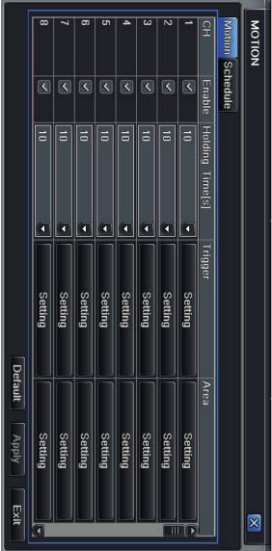 MOTION
Motion Schedule
CH Enable Holding Time[s] Trigger Area
1 10 Setting Setting
2 10 Setting Setting
3 10 Setting Setting
4 10 Setting Setting
5 10 Setting Setting
6 10 Setting Setting
7 10 Setting Setting
8 10 Setting Setting
Default Apply Exit